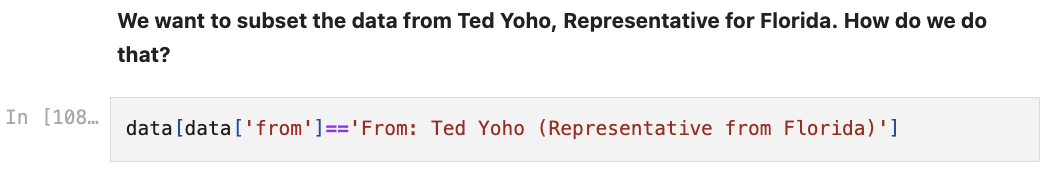 We want to subset the data from Ted Yoho, Representative for Florida. How do we do
that?
In [108…
data[data['from']=='From: Ted Yoho (Representative from Florida)']